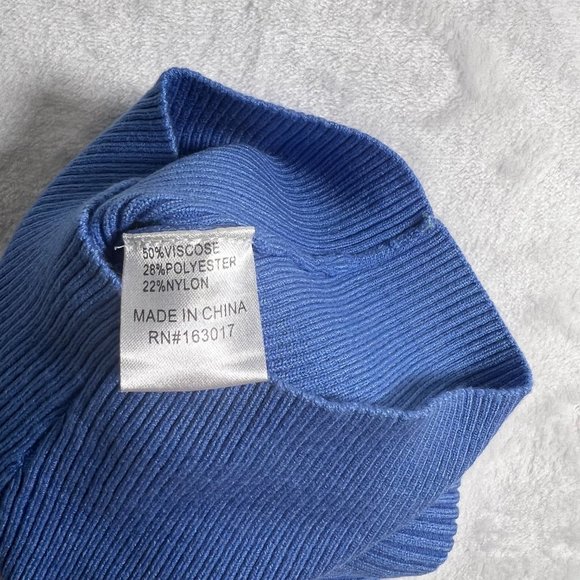 50%VISCOSE
28%POLYESTER
22%NYLON
MADE IN CHINA
RN#163017